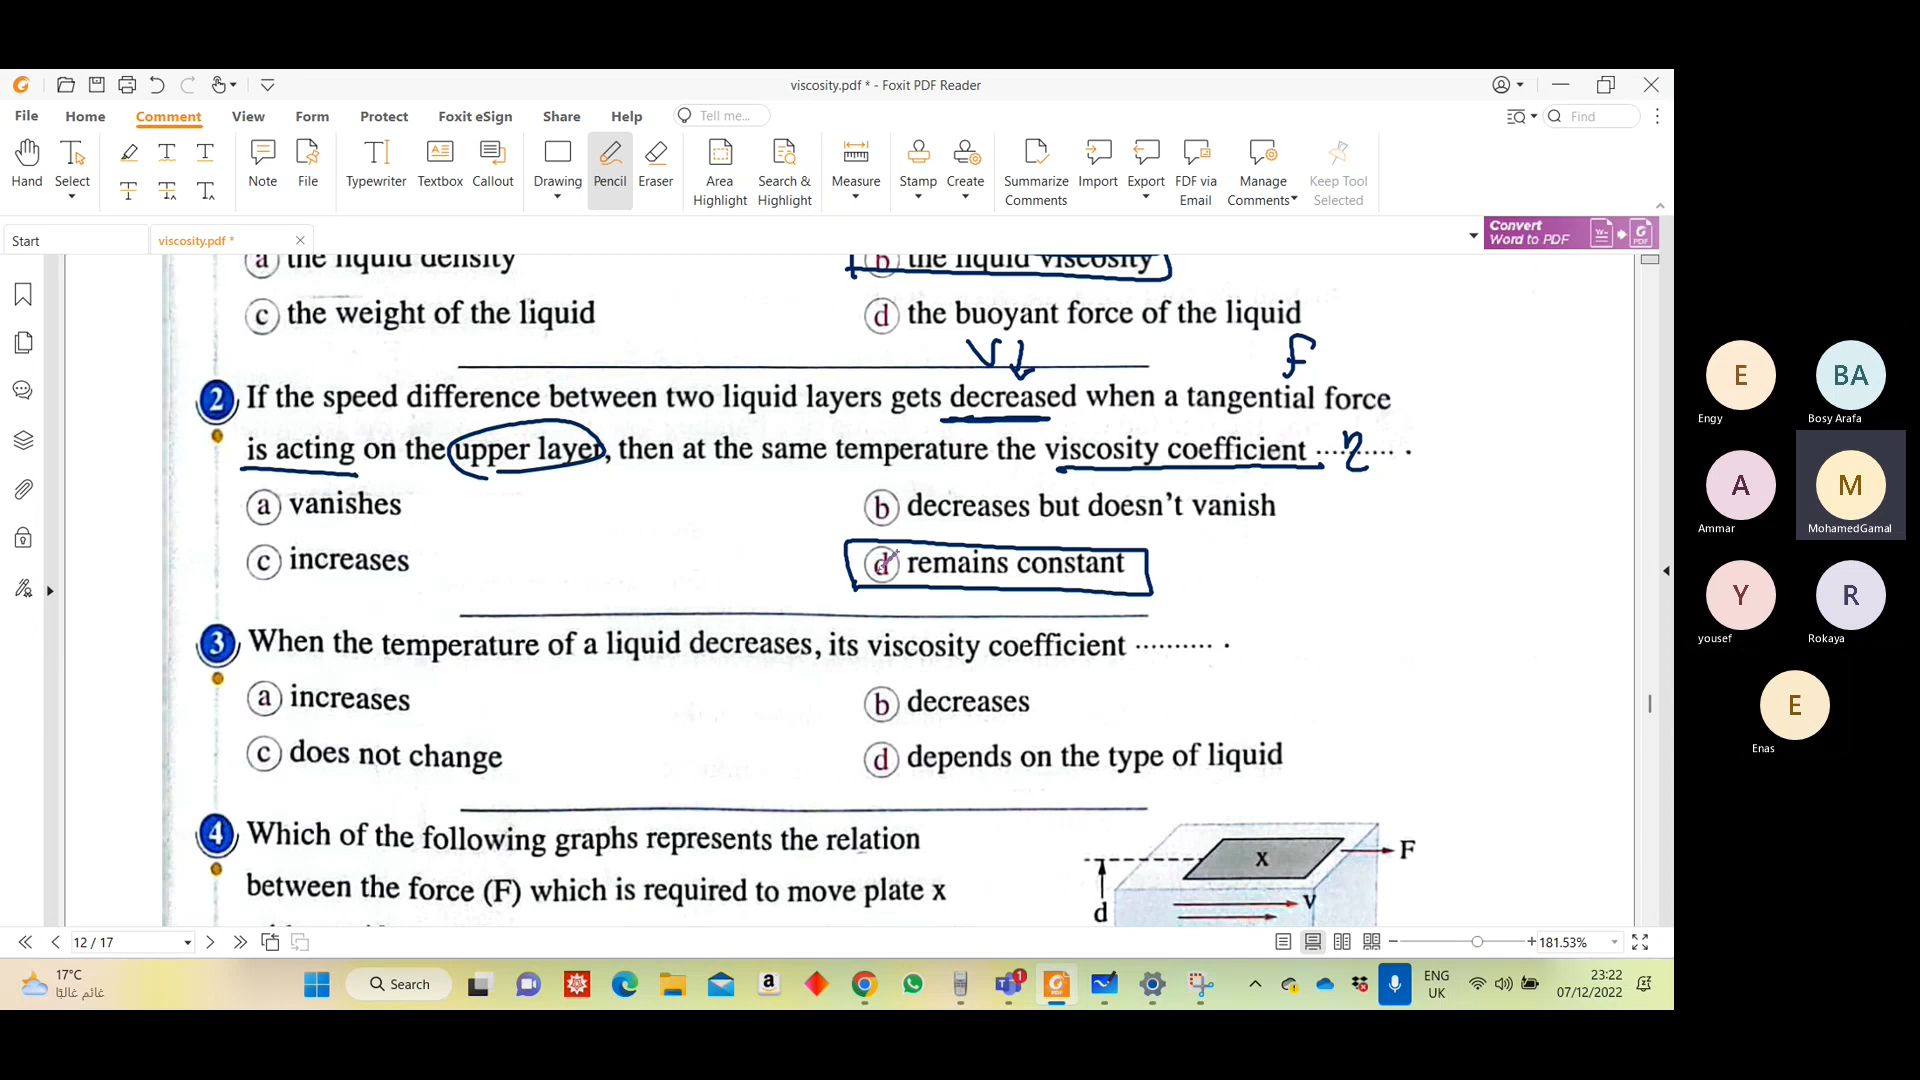 viscosity.pdf * - Foxit PDF Reader
File Home Comment View Form Protect Foxit eSign Share Help Tell me... Find
Hand Select Note File Typewriter Textbox Callout Drawing Pencil Eraser Area Highlight Search & Highlight Measure Stamp Create Summarize Comments Import Export FDF via Email Manage Comments Keep Tool Selected
Start viscosity.pdf * Convert Word to PDF
a the liquid density b the liquid viscosity
c the weight of the liquid d the buoyant force of the liquid
V↓ F
2 If the speed difference between two liquid layers gets decreased when a tangential force
is acting on the upper layer, then at the same temperature the viscosity coefficient .......... . η
a vanishes b decreases but doesn't vanish
c increases d remains constant
3 When the temperature of a liquid decreases, its viscosity coefficient .......... .
a increases b decreases
c does not change d depends on the type of liquid
4 Which of the following graphs represents the relation
between the force (F) which is required to move plate x
x F
v
d
12 / 17 181.53%
17°C
غائم غالبًا
Search
ENG
UK
23:22
07/12/2022
E BA
Engy Bosy Arafa
A M
Ammar MohamedGamal
Y R
yousef Rokaya
E
Enas